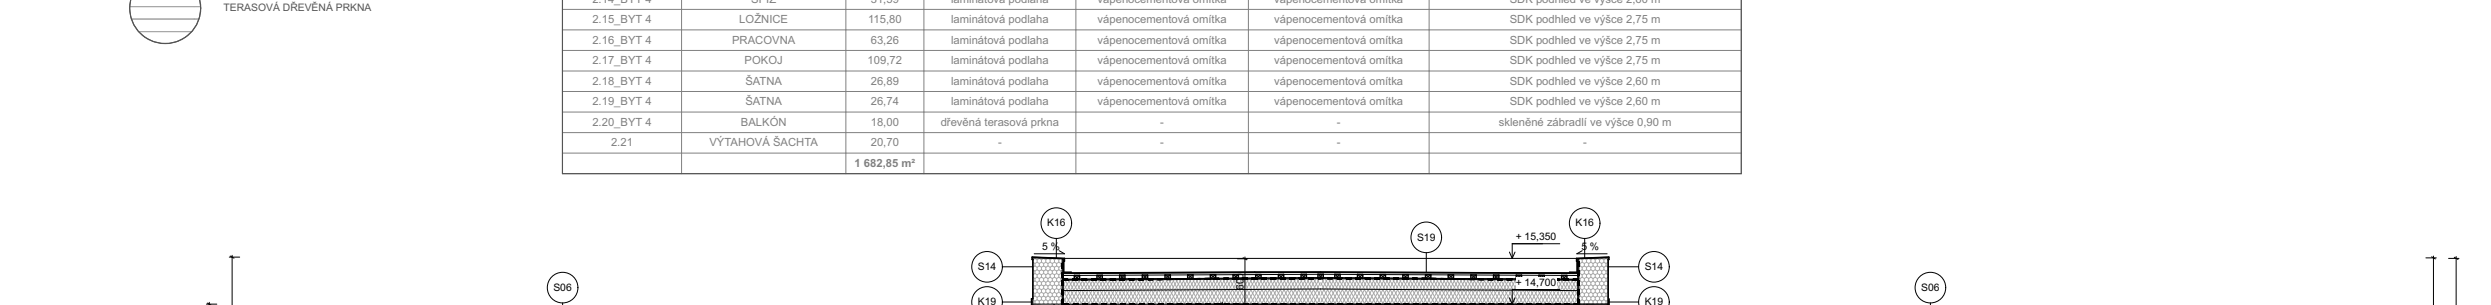 TERASOVÁ DŘEVĚNÁ PRKNA
2.15_BYT 4 LOŽNICE 115,80 laminátová podlaha vápenocementová omítka vápenocementová omítka SDK podhled ve výšce 2,75 m
2.16_BYT 4 PRACOVNA 63,26 laminátová podlaha vápenocementová omítka vápenocementová omítka SDK podhled ve výšce 2,75 m
2.17_BYT 4 POKOJ 109,72 laminátová podlaha vápenocementová omítka vápenocementová omítka SDK podhled ve výšce 2,75 m
2.18_BYT 4 ŠATNA 26,89 laminátová podlaha vápenocementová omítka vápenocementová omítka SDK podhled ve výšce 2,60 m
2.19_BYT 4 ŠATNA 26,74 laminátová podlaha vápenocementová omítka vápenocementová omítka SDK podhled ve výšce 2,60 m
2.20_BYT 4 BALKÓN 18,00 dřevěná terasová prkna - - skleněné zábradlí ve výšce 0,90 m
2.21 VÝTAHOVÁ ŠACHTA 20,70 - - - -
1 682,85 m²
K16 K16
S19 + 15,350
5 % 5 %
S14 S14
S06 + 14,700 S06
K19 K19